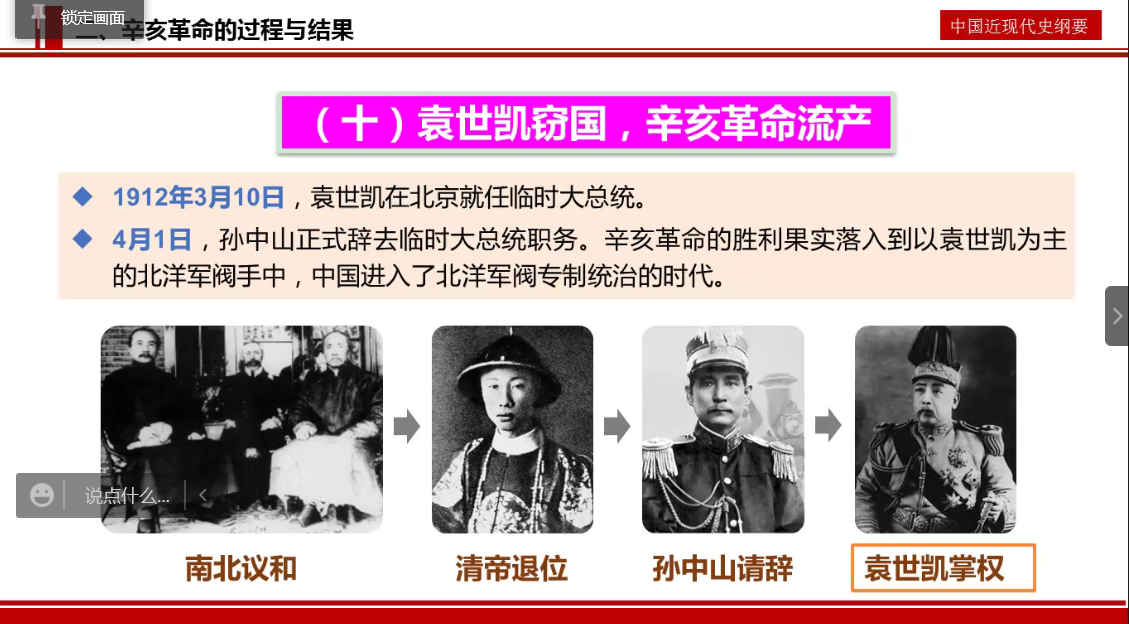 锁定画面
二、辛亥革命的过程与结果
中国近现代史纲要
（十）袁世凯窃国，辛亥革命流产
1912年3月10日，袁世凯在北京就任临时大总统。
4月1日，孙中山正式辞去临时大总统职务。辛亥革命的胜利果实落入到以袁世凯为主
的北洋军阀手中，中国进入了北洋军阀专制统治的时代。
说点什么...
南北议和
清帝退位
孙中山请辞
袁世凯掌权